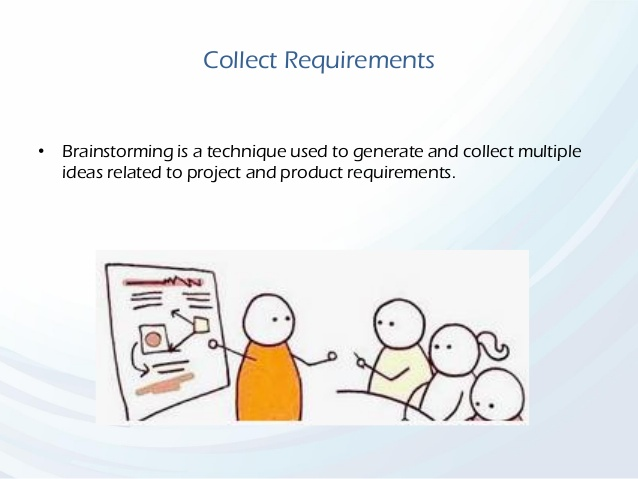 Collect Requirements
• Brainstorming is a technique used to generate and collect multiple
ideas related to project and product requirements.